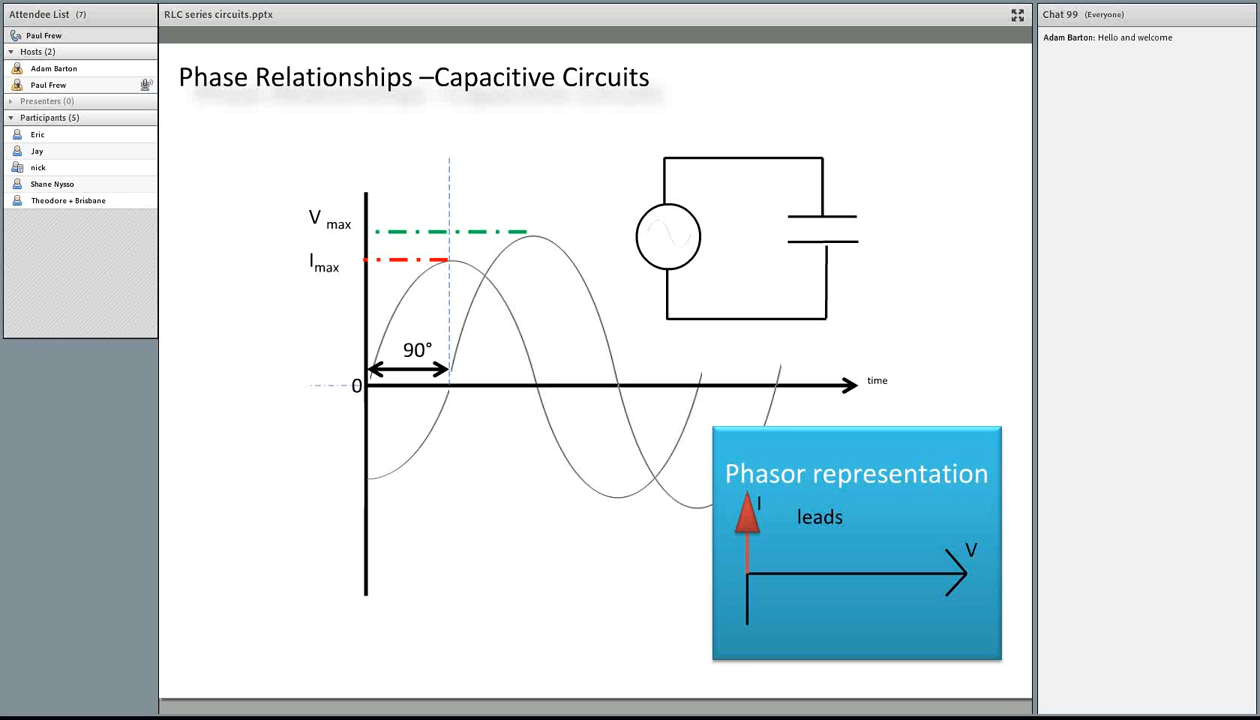 Attendee List (7)
Paul Frew
Hosts (2)
Adam Barton
Paul Frew
Presenters (0)
Participants (5)
Eric
Jay
nick
Shane Nysso
Theodore + Brisbane
RLC series circuits.pptx
Phase Relationships –Capacitive Circuits
V max
Imax
90°
0
time
Phasor representation
I
leads
V
Chat 99 (Everyone)
Adam Barton: Hello and welcome